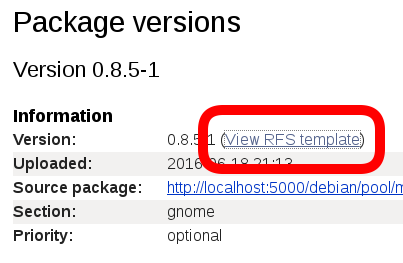 Package versions
Version 0.8.5-1
Information
Version: 0.8.5-1 (View RFS template)
Uploaded: 2016-06-18 21:13
Source package: http://localhost:5000/debian/pool/m
Section: gnome
Priority: optional